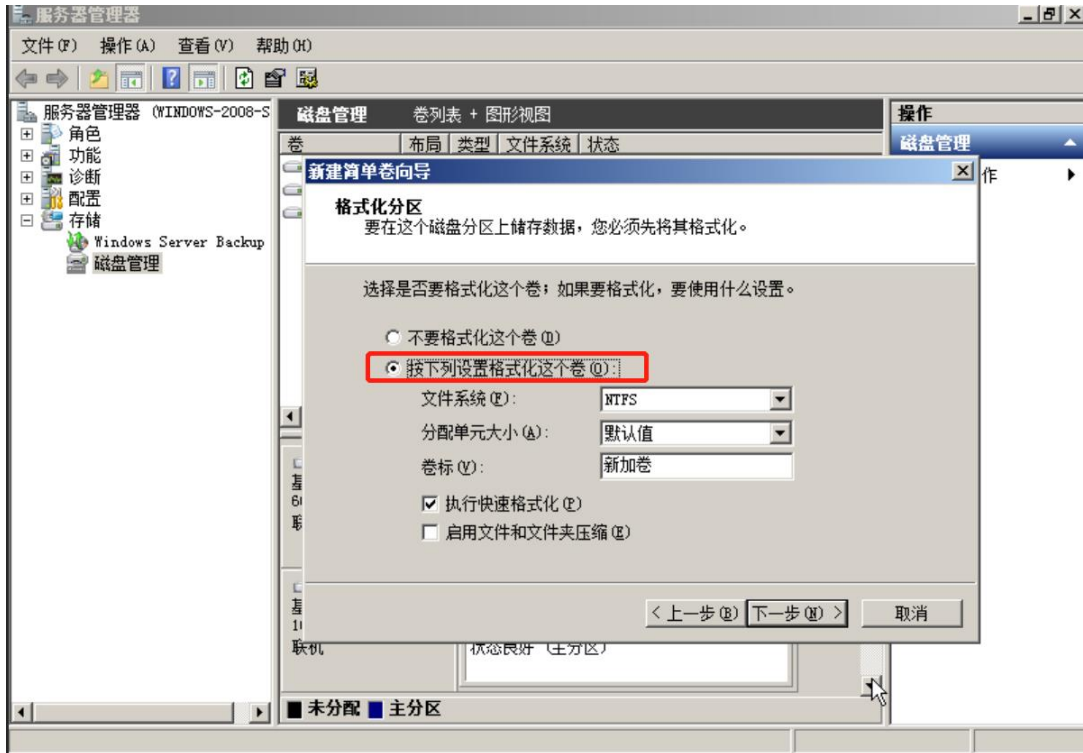 服务器管理器
文件(F) 操作(A) 查看(V) 帮助(H)
服务器管理器 (WINDOWS-2008-S
角色
功能
诊断
配置
存储
Windows Server Backup
磁盘管理
磁盘管理 卷列表 + 图形视图
卷 布局 类型 文件系统 状态
操作
磁盘管理
作
新建简单卷向导
格式化分区
要在这个磁盘分区上储存数据，您必须先将其格式化。
选择是否要格式化这个卷；如果要格式化，要使用什么设置。
不要格式化这个卷(D)
按下列设置格式化这个卷(O):
文件系统(F): NTFS
分配单元大小(A): 默认值
卷标(V): 新加卷
执行快速格式化(P)
启用文件和文件夹压缩(E)
< 上一步(B) 下一步(N) > 取消
基
联
基
联机
状态良好 (主分区)
未分配 主分区